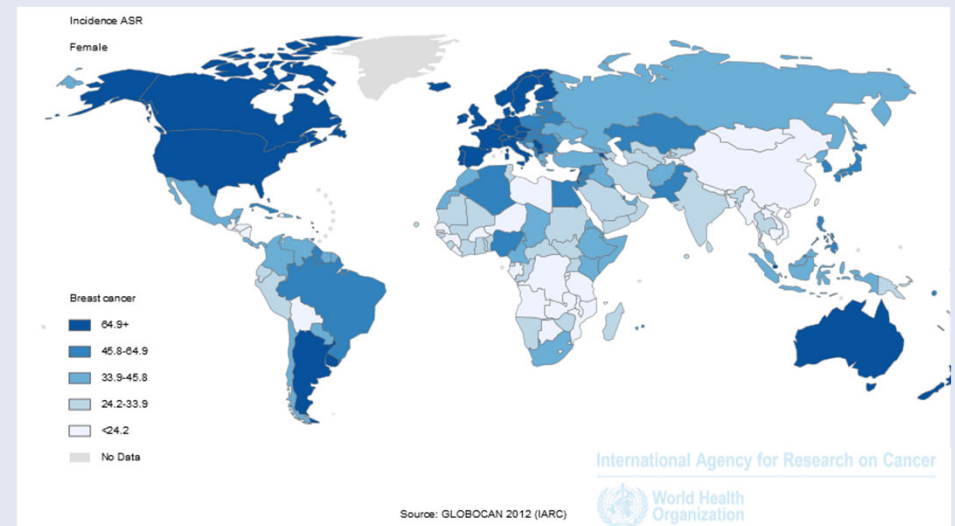 Incidence ASR
Female
Breast cancer
64.9+
45.8-64.9
33.9-45.8
24.2-33.9
<24.2
No Data
International Agency for Research on Cancer
World Health
Organization
Source: GLOBOCAN 2012 (IARC)